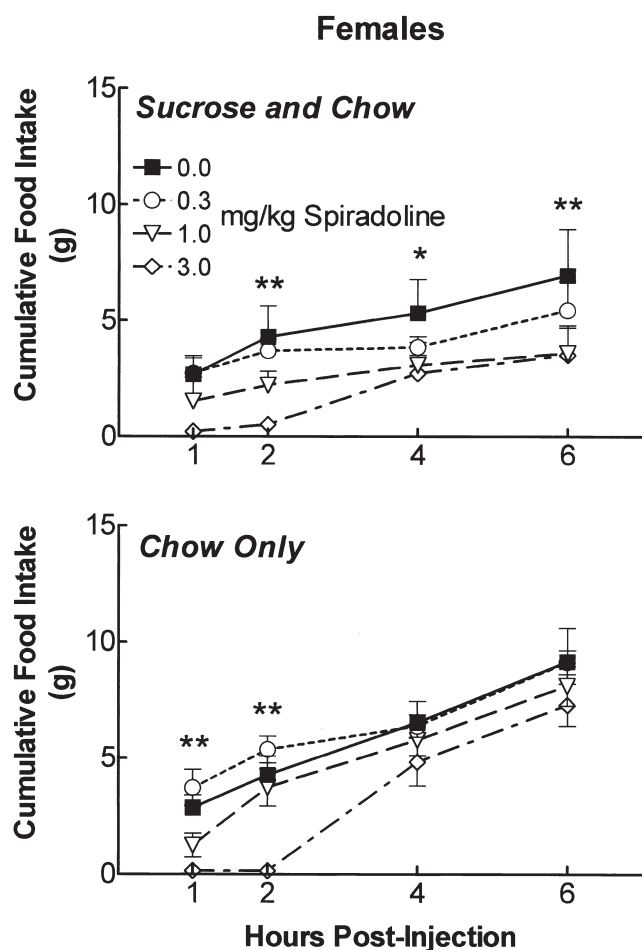 Females
Cumulative Food Intake
(g)
15
10
5
0
Sucrose and Chow
0.0
0.3
1.0
3.0
mg/kg Spiradoline
**
*
**
1 2 4 6
Cumulative Food Intake
(g)
15
10
5
0
Chow Only
**
**
1 2 4 6
Hours Post-Injection